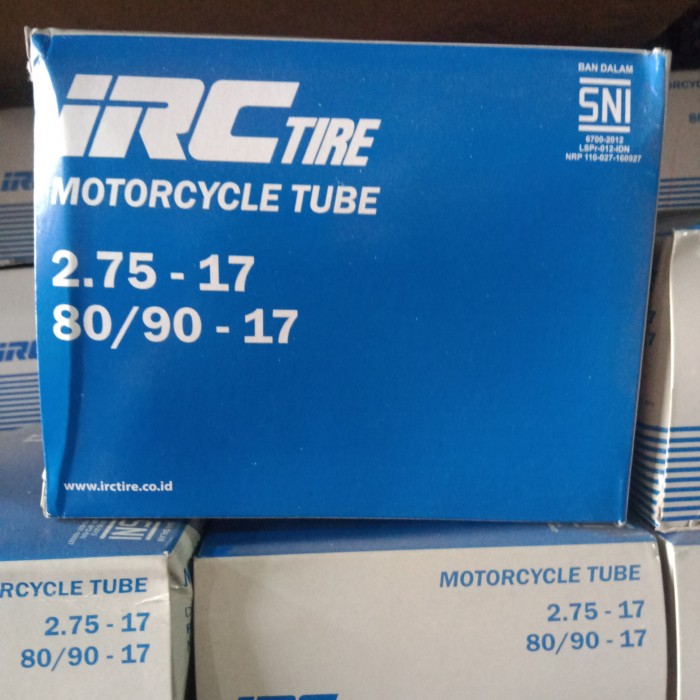 iRC TIRE
MOTORCYCLE TUBE
2.75 - 17
80/90 - 17
www.irctire.co.id
BAN DALAM
SNI
6700-2012
LSPr-012-IDN
NRP 110-027-160927
SNI
RCYCLE TUBE
2.75 - 17
80/90 - 17
MOTORCYCLE TUBE
2.75 - 17
80/90 - 17